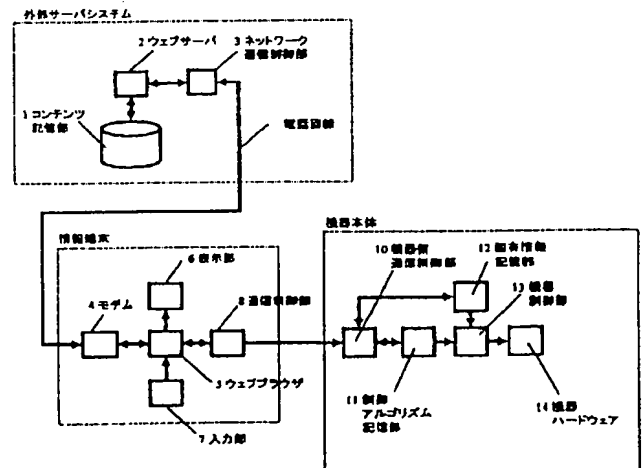 外部サーバシステム
2 ウェブサーバ
3 ネットワーク
通信制御部
1 コンテンツ
記憶部
電話回線
情報端末
6 表示部
4 モデム
8 通信制御部
5 ウェブブラウザ
7 入力部
機器本体
10 機器側
通信制御部
12 固有情報
記憶部
13 機器
制御部
11 制御
アルゴリズム
記憶部
14 機器
ハードウェア